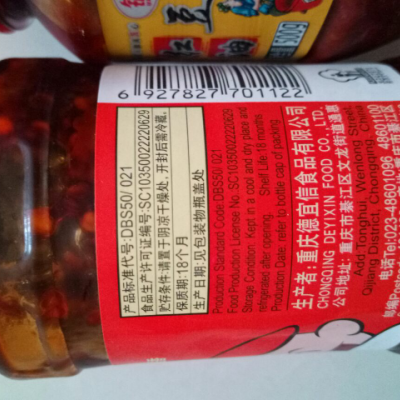 6 927827 701122
产品标准代号:DBS50/ 021
食品生产许可证编号:SC10350022220629
贮存条件:请置于阴凉干燥处,开封后需冷藏。
保质期:18个月
生产日期:见包装物瓶盖处
Production Standard Code:DBS50/ 021
Food Production License No.:SC10350022220629
Storage Condition: Kept in a cool and dry place and
refrigerated after opening. Shelf Life:18 months
Production Date: refer to bottle cap of packing
生产者:重庆德宜信食品有限公司
CHONGQING DEYIXIN FOOD CO., LTD.
公司地址:重庆市綦江区文龙街道通惠
Add:Tonghui, Wenlong Street,
Qijiang District, Chongqing, China
电话Tel:023-48601096 4860